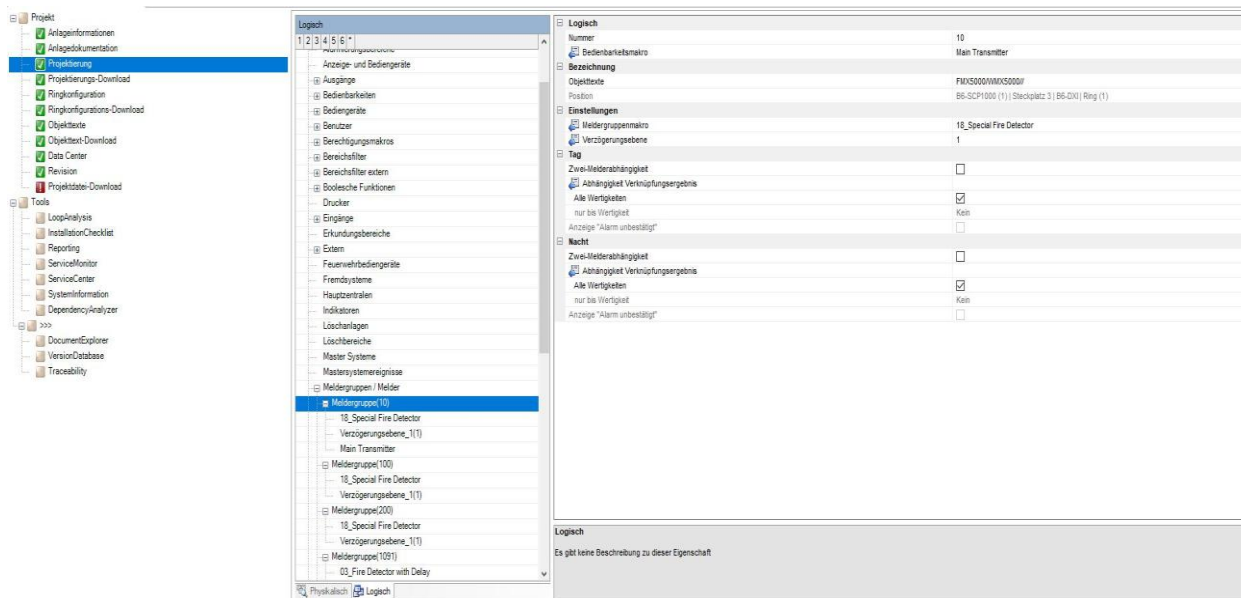 Projekt
Anlageinformationen
Anlagedokumentation
Projektierung
Projektierungs-Download
Ringkonfiguration
Ringkonfigurations-Download
Objekttexte
Objekttext-Download
Data Center
Revision
Projektdatei-Download
Tools
LoopAnalysis
InstallationChecklist
Reporting
ServiceMonitor
ServiceCenter
SystemInformation
DependencyAnalyzer
>>>
DocumentExplorer
VersionDatabase
Traceability
Logisch
1 2 3 4 5 6 *
Anzeige- und Bediengeräte
Ausgänge
Bedienbarkeiten
Bediengeräte
Benutzer
Berechtigungsmakros
Bereichsfilter
Bereichsfilter extern
Boolesche Funktionen
Drucker
Eingänge
Erkundungsbereiche
Extern
Feuerwehrbediengeräte
Fremdsysteme
Hauptzentralen
Indikatoren
Löschanlagen
Löschbereiche
Master Systeme
Mastersystemereignisse
Meldergruppen / Melder
Meldergruppe(10)
18_Special Fire Detector
Verzögerungsebene_1(1)
Main Transmitter
Meldergruppe(100)
18_Special Fire Detector
Verzögerungsebene_1(1)
Meldergruppe(200)
18_Special Fire Detector
Verzögerungsebene_1(1)
Meldergruppe(1091)
03_Fire Detector with Delay
Physikalisch Logisch
Logisch
Nummer 10
Bedienbarkeitsmakro Main Transmitter
Bezeichnung
Objekttexte FMX5000/WMX5000//
Position B6-SCP1000 (1) | Steckplatz 3 | B6-DXI | Ring (1)
Einstellungen
Meldergruppenmakro 18_Special Fire Detector
Verzögerungsebene 1
Tag
Zwei-Melderabhängigkeit
Abhängigkeit Verknüpfungsergebnis
Alle Wertigkeiten
nur bis Wertigkeit Kein
Anzeige "Alarm unbestätigt"
Nacht
Zwei-Melderabhängigkeit
Abhängigkeit Verknüpfungsergebnis
Alle Wertigkeiten
nur bis Wertigkeit Kein
Anzeige "Alarm unbestätigt"
Logisch
Es gibt keine Beschreibung zu dieser Eigenschaft